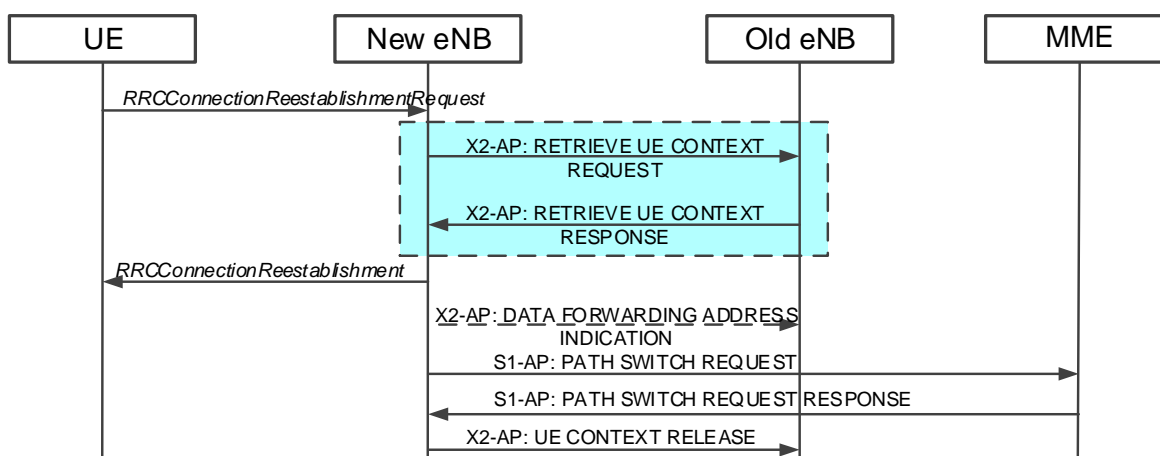 UE
New eNB
Old eNB
MME
RRCConnectionReestablishmentRequest
X2-AP: RETRIEVE UE CONTEXT
REQUEST
X2-AP: RETRIEVE UE CONTEXT
RESPONSE
RRCConnectionReestablishment
X2-AP: DATA FORWARDING ADDRESS
INDICATION
S1-AP: PATH SWITCH REQUEST
S1-AP: PATH SWITCH REQUEST RESPONSE
X2-AP: UE CONTEXT RELEASE